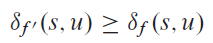 δ_{f′}(s, u) ≥ δ_f(s, u)